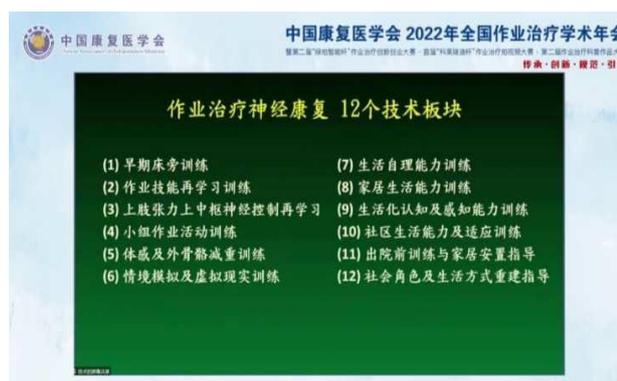 中国康复医学会
中国康复医学会 2022年全国作业治疗学术年会
传承·创新·规范·引
作业治疗神经康复 12个技术板块
(1) 早期床旁训练
(2) 作业技能再学习训练
(3) 上肢张力上中枢神经控制再学习
(4) 小组作业活动训练
(5) 体感及外骨骼减重训练
(6) 情境模拟及虚拟现实训练
(7) 生活自理能力训练
(8) 家居生活能力训练
(9) 生活化认知及感知能力训练
(10) 社区生活能力及适应训练
(11) 出院前训练与家居安置指导
(12) 社会角色及生活方式重建指导